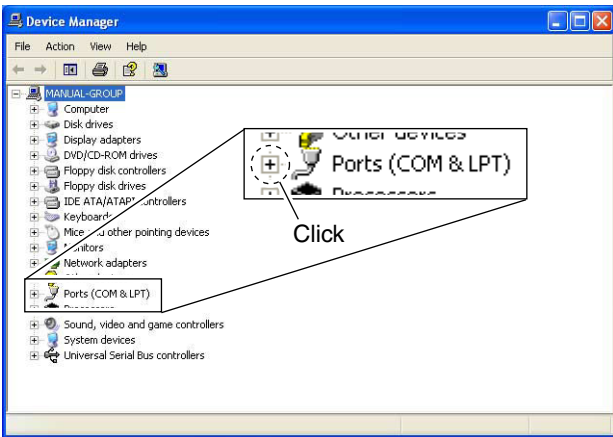 Device Manager
File Action View Help
MANUAL-GROUP
Computer
Disk drives
Display adapters
DVD/CD-ROM drives
Floppy disk controllers
Floppy disk drives
IDE ATA/ATAPI controllers
Keyboards
Mice and other pointing devices
Monitors
Network adapters
Ports (COM & LPT)
Sound, video and game controllers
System devices
Universal Serial Bus controllers
Other devices
Ports (COM & LPT)
Processors
Click